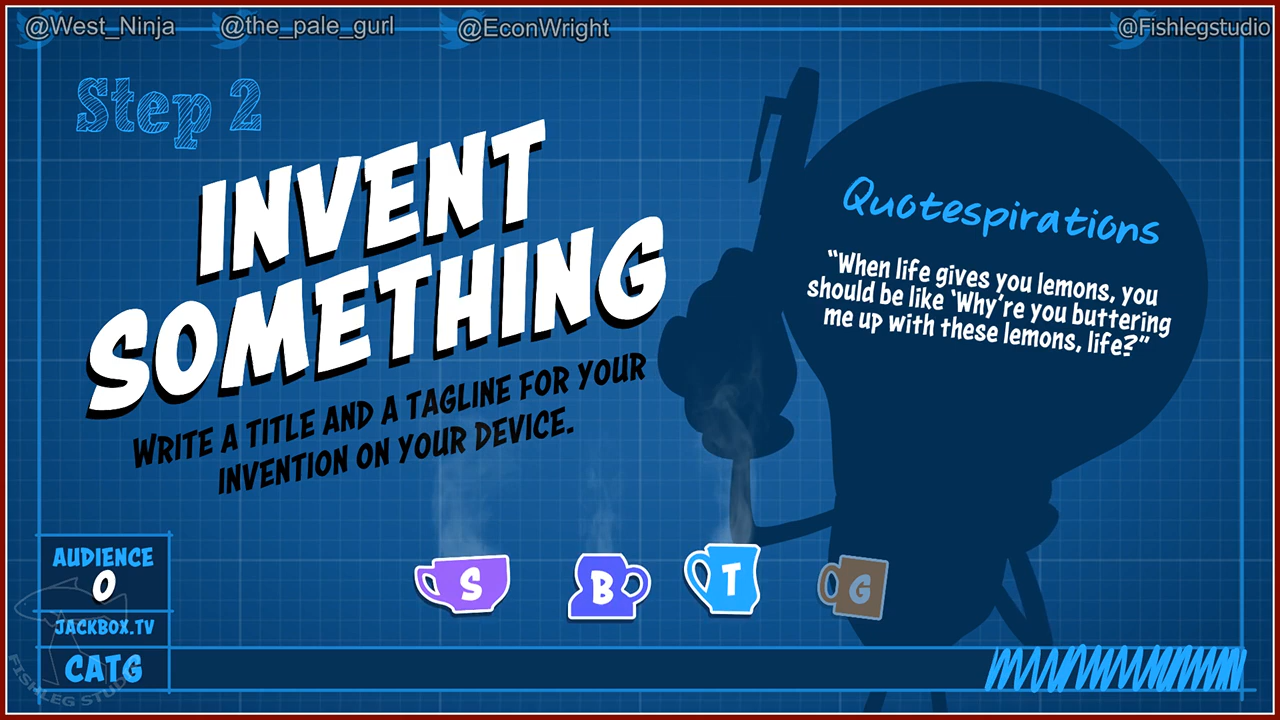 @West_Ninja
@the_pale_gurl
@EconWright
@Fishlegstudio
Step 2
INVENT
SOMETHING
WRITE A TITLE AND A TAGLINE FOR YOUR
INVENTION ON YOUR DEVICE.
Quotespirations
"When life gives you lemons, you
should be like 'Why're you buttering
me up with these lemons, life?"
S
B
T
G
AUDIENCE
0
JACKBOX.TV
CATG
FISHLEG STUDIO